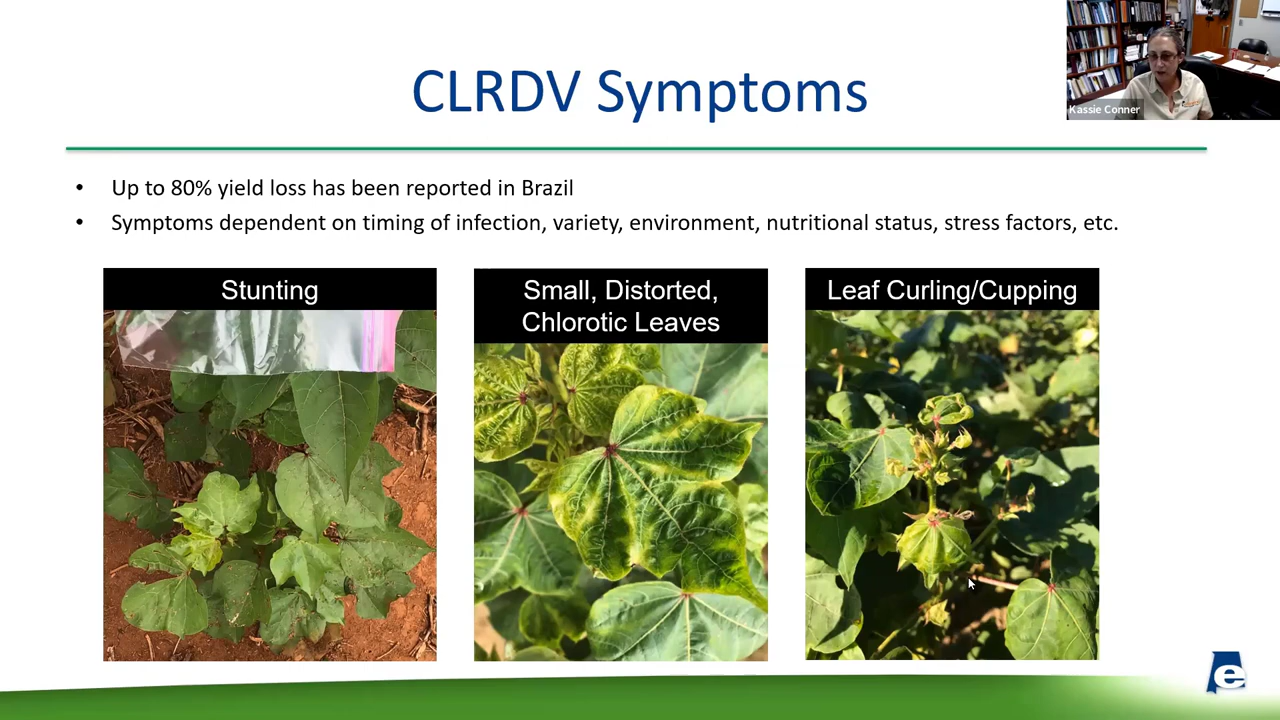 CLRDV Symptoms
Kassie Conner
• Up to 80% yield loss has been reported in Brazil
• Symptoms dependent on timing of infection, variety, environment, nutritional status, stress factors, etc.
Stunting
Small, Distorted,
Chlorotic Leaves
Leaf Curling/Cupping
e